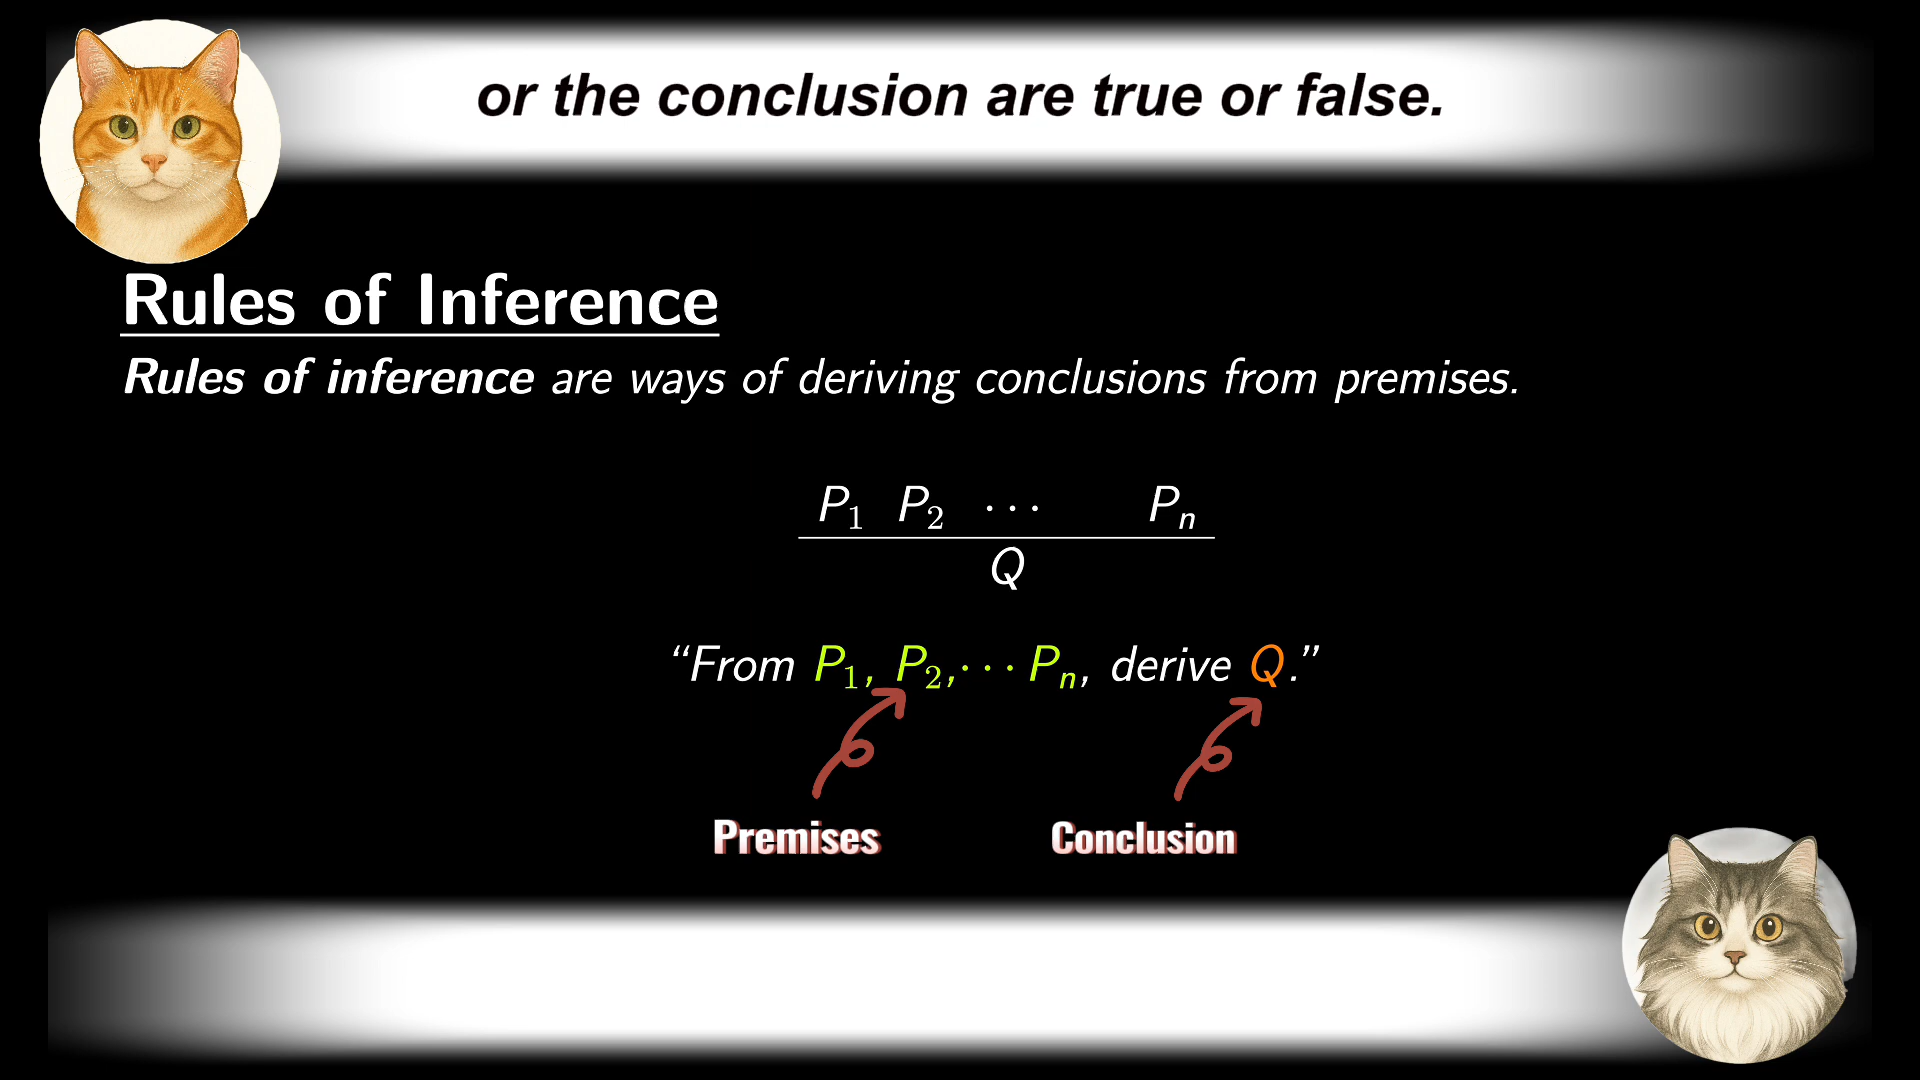 or the conclusion are true or false.
Rules of Inference
Rules of inference are ways of deriving conclusions from premises.
P₁ P₂ ··· Pₙ
Q
“From P₁, P₂,··· Pₙ, derive Q.”
Premises Conclusion